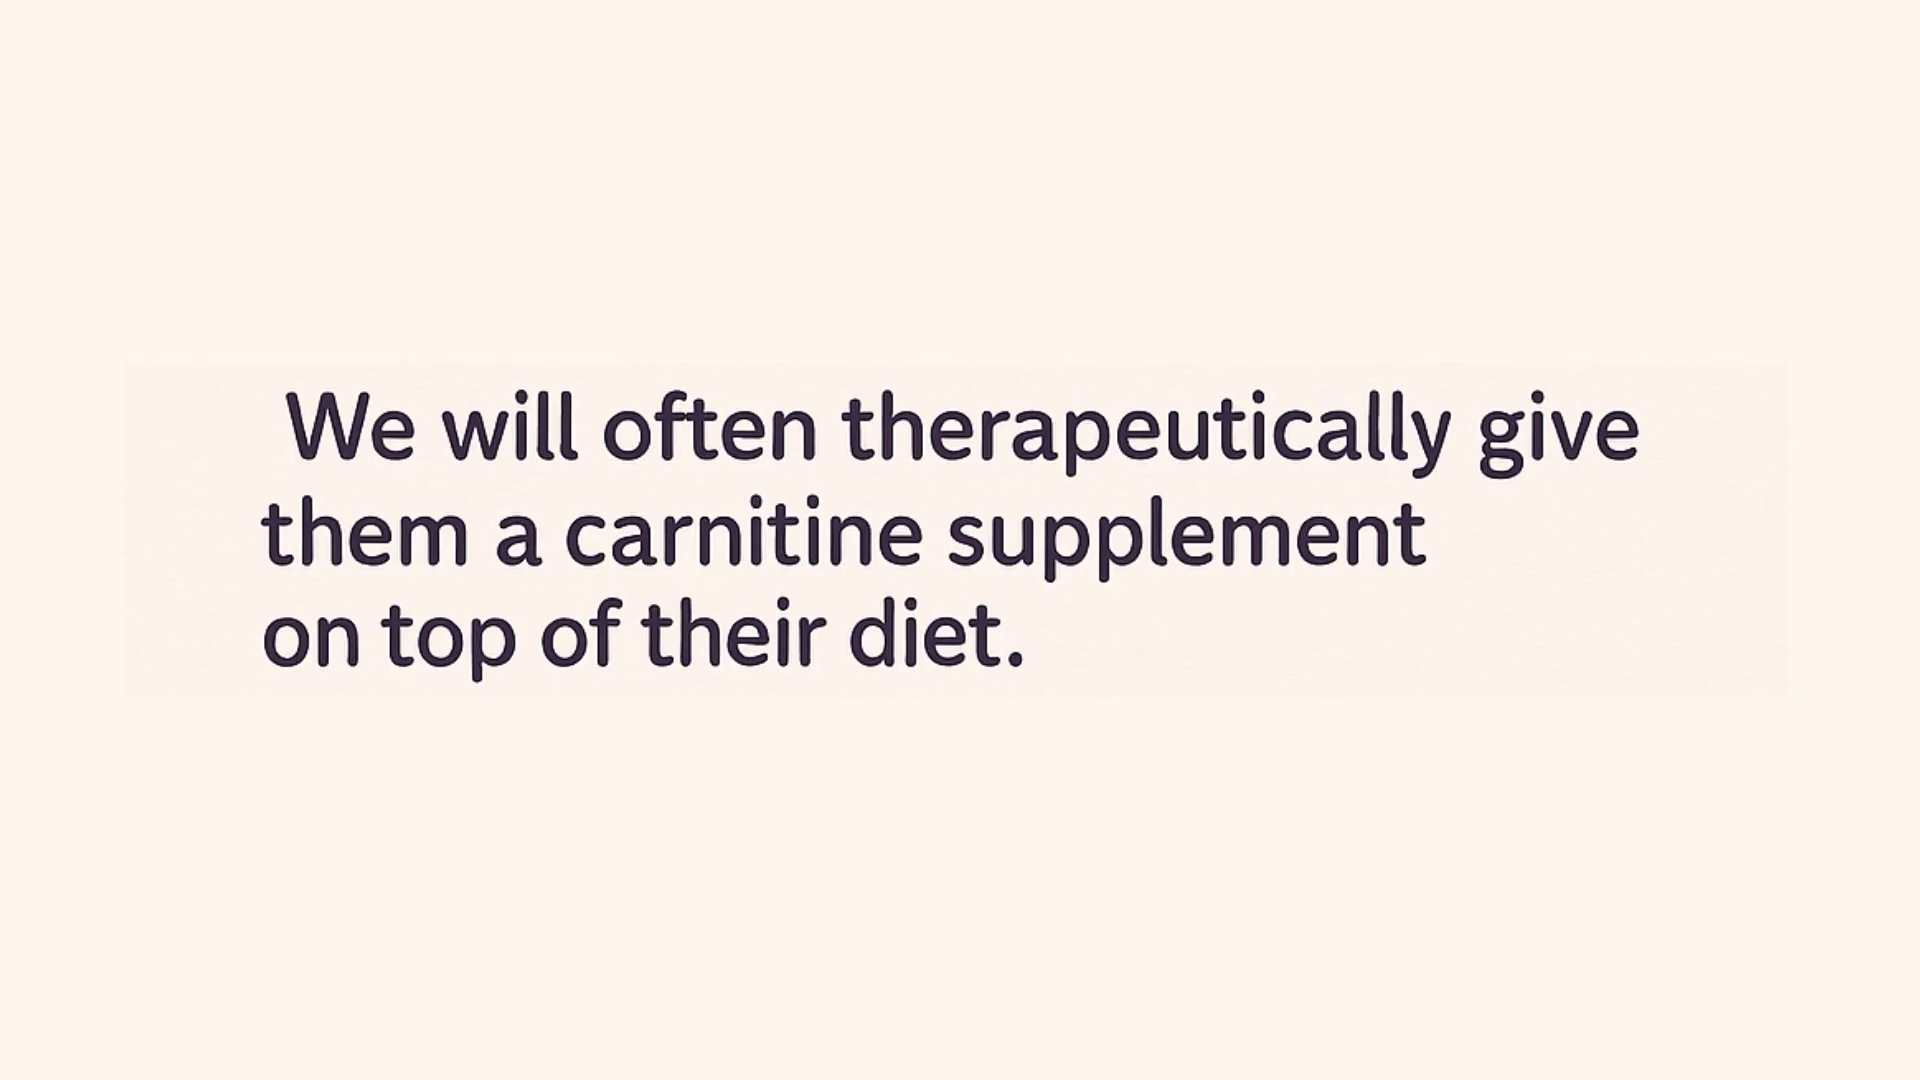 We will often therapeutically give
them a carnitine supplement
on top of their diet.